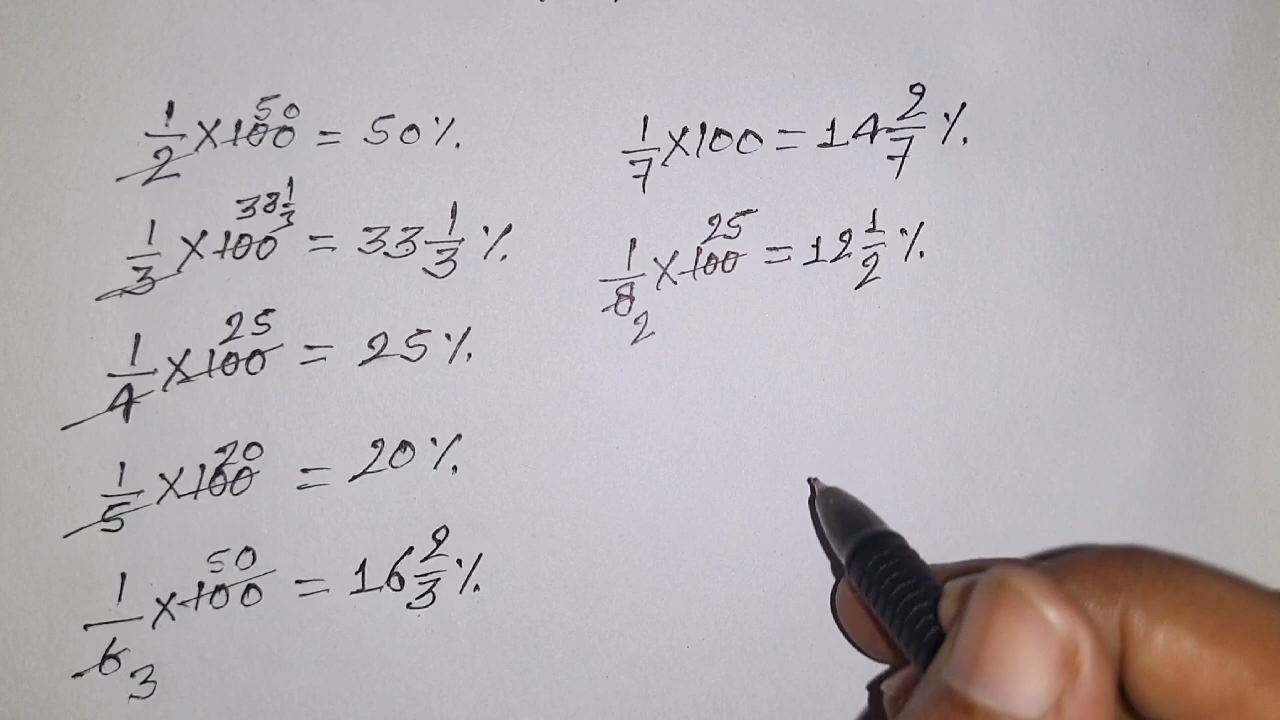 1/2 × 100 50 = 50%
1/3 × 100 33 1/3 = 33 1/3 %
1/4 × 100 25 = 25%
1/5 × 100 20 = 20%
1/6 3 × 100 50 = 16 2/3 %
1/7 × 100 = 14 2/7 %
1/8 2 × 100 25 = 12 1/2 %